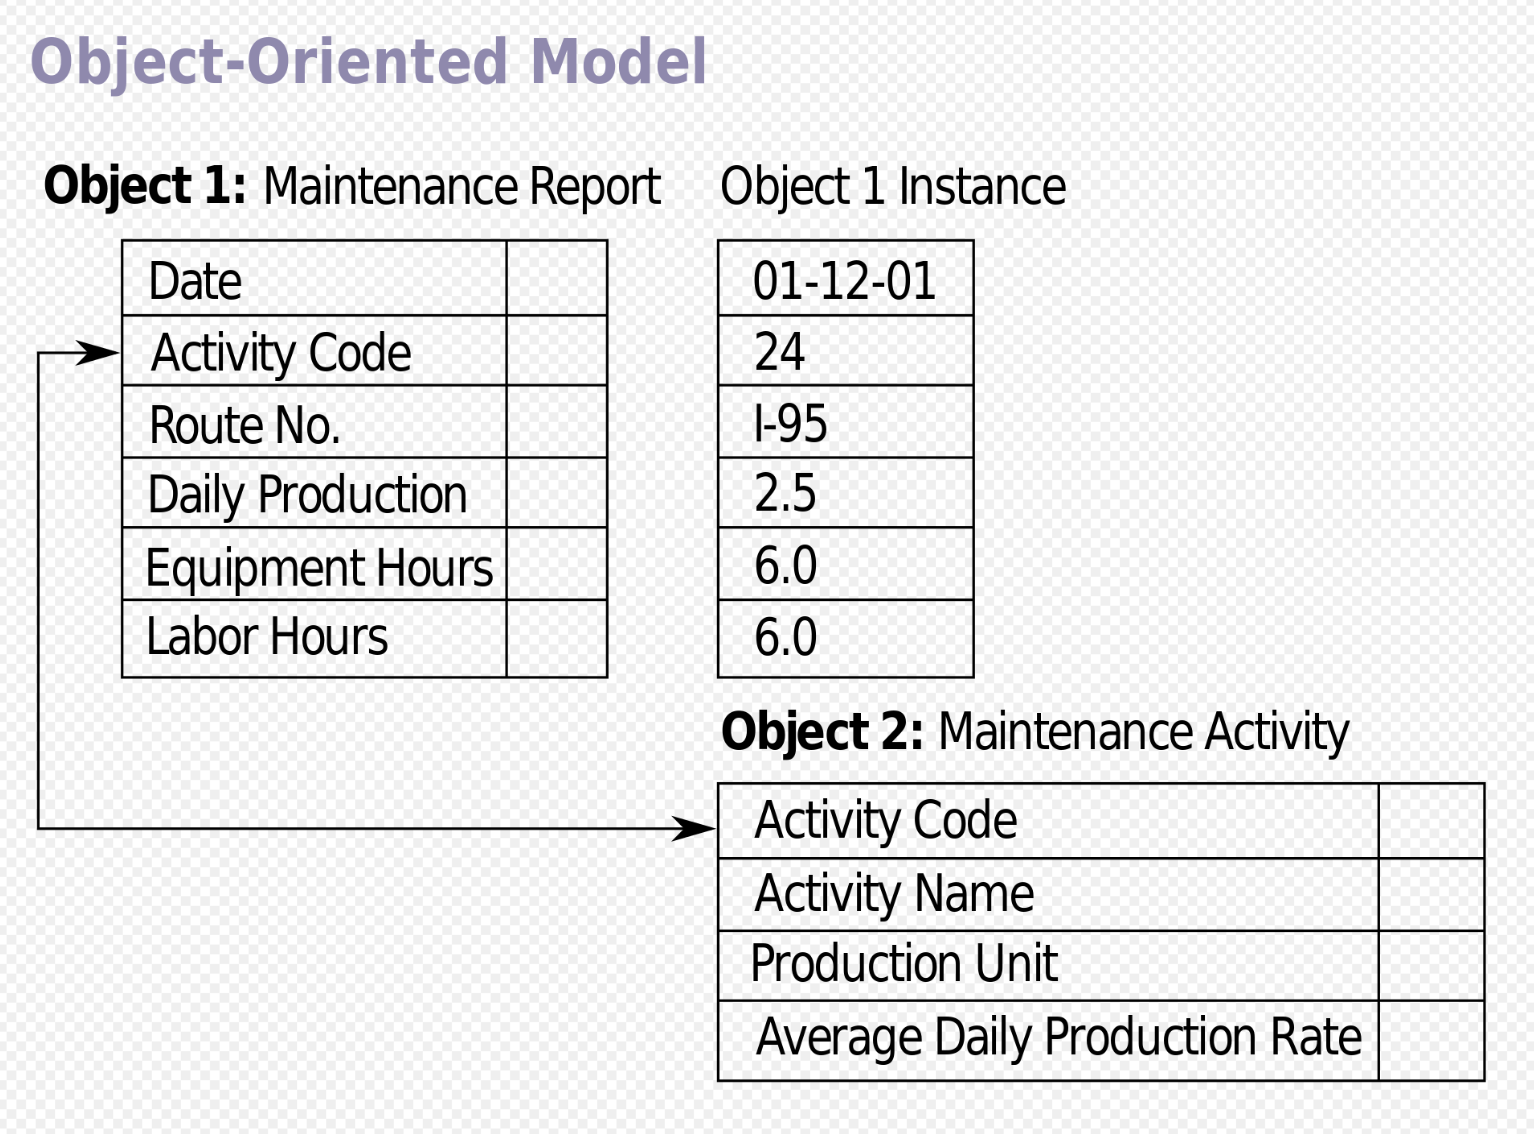 Object-Oriented Model
Object 1: Maintenance Report
Date
Activity Code
Route No.
Daily Production
Equipment Hours
Labor Hours
Object 1 Instance
01-12-01
24
I-95
2.5
6.0
6.0
Object 2: Maintenance Activity
Activity Code
Activity Name
Production Unit
Average Daily Production Rate